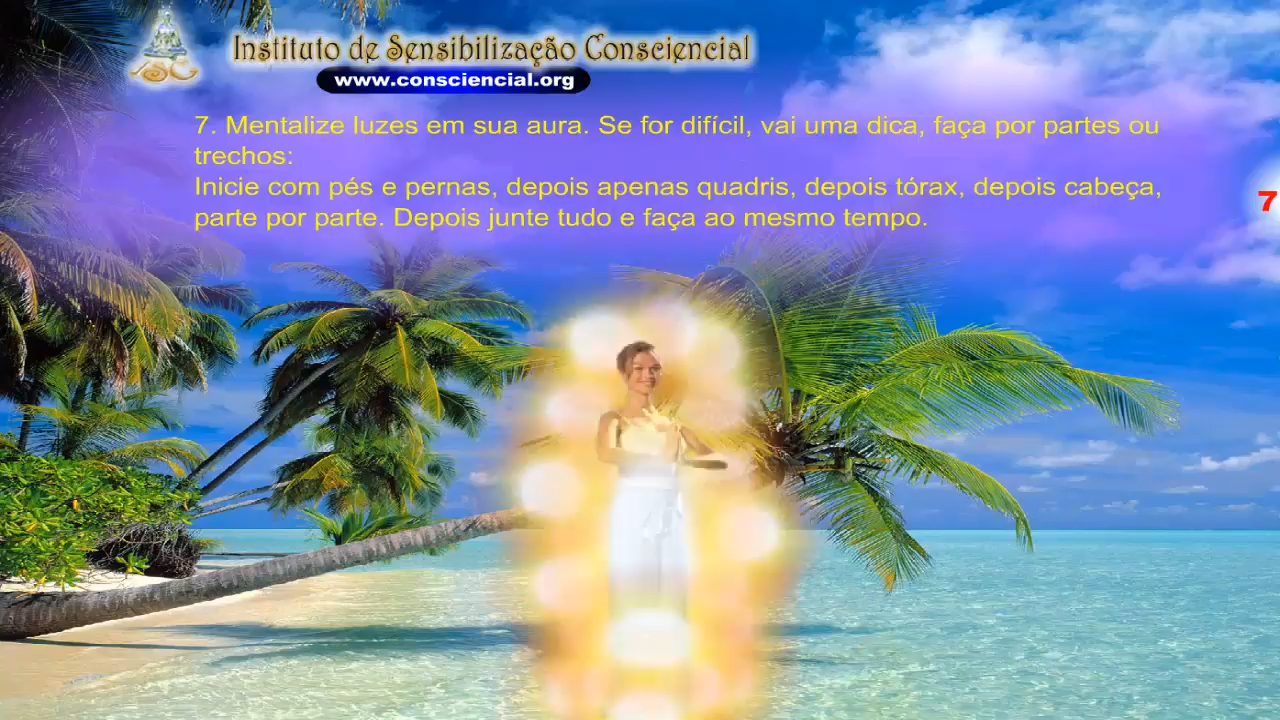 Instituto de Sensibilização Consciencial
ISC
www.consciencial.org
7. Mentalize luzes em sua aura. Se for difícil, vai uma dica, faça por partes ou
trechos:
Inicie com pés e pernas, depois apenas quadris, depois tórax, depois cabeça,
parte por parte. Depois junte tudo e faça ao mesmo tempo.
7